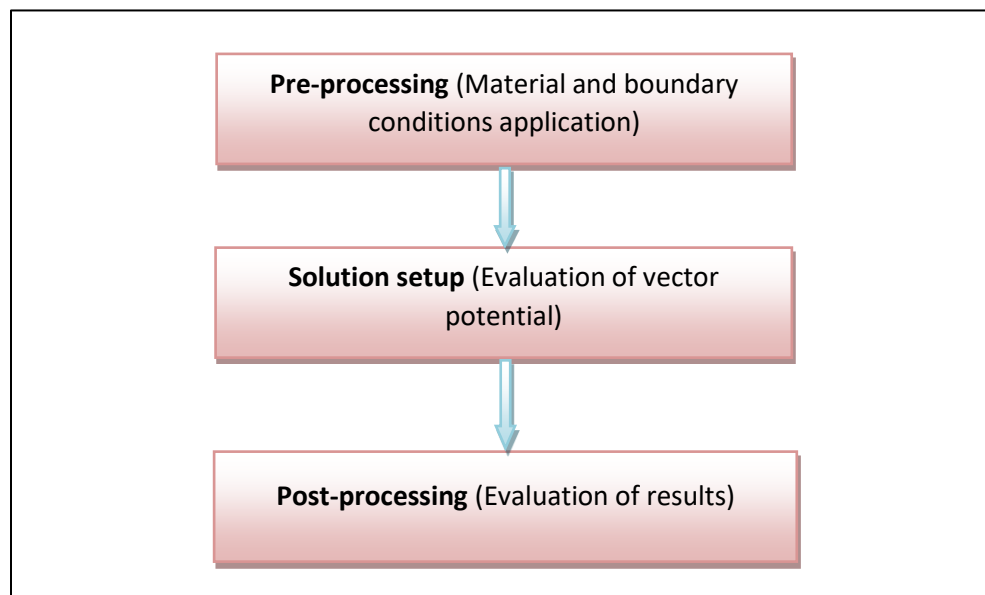 Pre-processing (Material and boundary
conditions application)
Solution setup (Evaluation of vector
potential)
Post-processing (Evaluation of results)